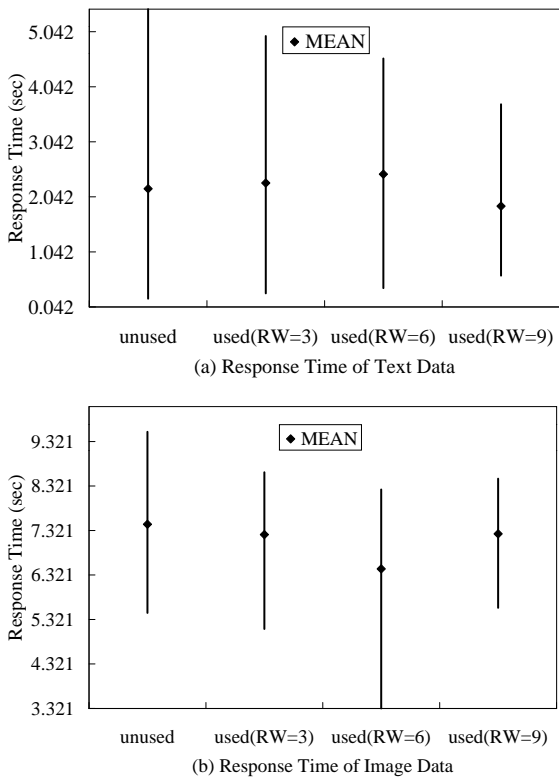 5.042
MEAN
4.042
3.042
2.042
1.042
0.042
Response Time (sec)
unused used(RW=3) used(RW=6) used(RW=9)
(a) Response Time of Text Data
9.321
MEAN
8.321
7.321
6.321
5.321
4.321
3.321
Response Time (sec)
unused used(RW=3) used(RW=6) used(RW=9)
(b) Response Time of Image Data